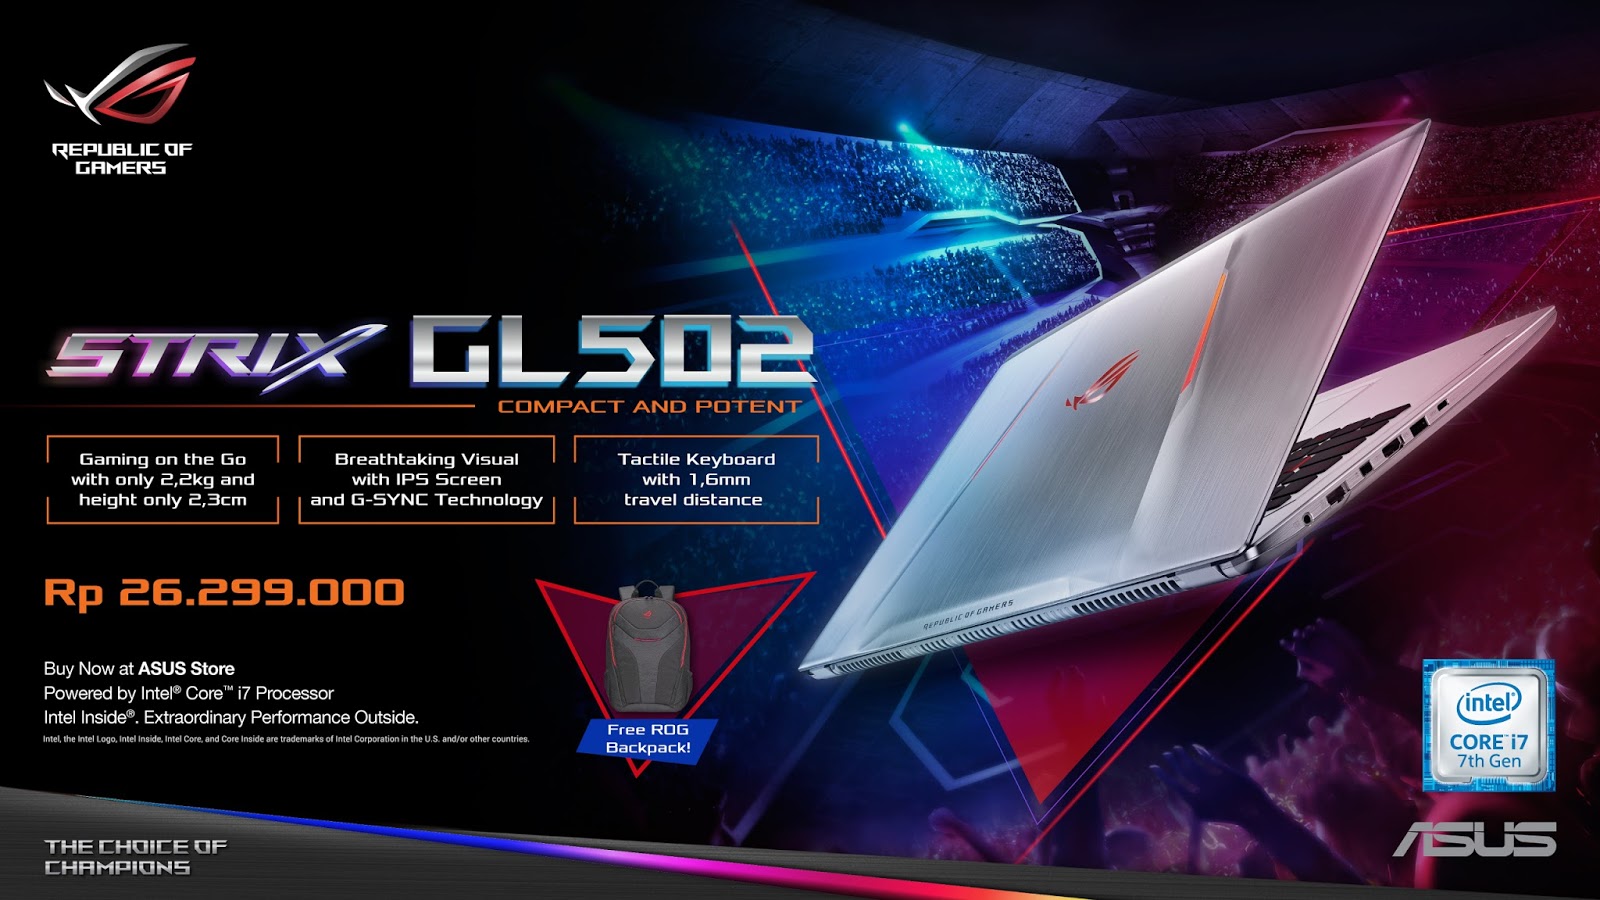 REPUBLIC OF
GAMERS
STRIX GL502
COMPACT AND POTENT
Gaming on the Go
with only 2,2kg and
height only 2,3cm
Breathtaking Visual
with IPS Screen
and G-SYNC Technology
Tactile Keyboard
with 1,6mm
travel distance
Rp 26.299.000
Buy Now at ASUS Store
Powered by Intel® Core™ i7 Processor
Intel Inside®. Extraordinary Performance Outside.
Intel, the Intel Logo, Intel Inside, Intel Core, and Core Inside are trademarks of Intel Corporation in the U.S. and/or other countries.
Free ROG
Backpack!
REPUBLIC OF GAMERS
intel
CORE™ i7
7th Gen
THE CHOICE OF
CHAMPIONS
ASUS